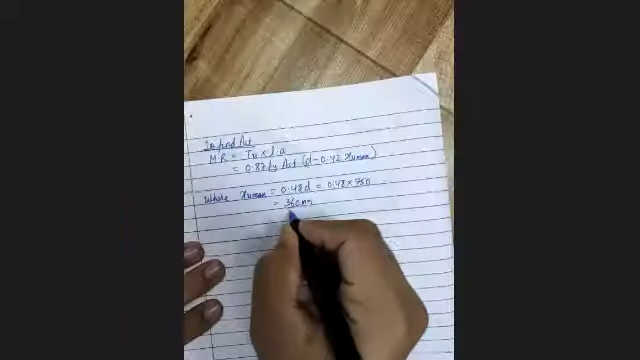 To find Ast
M.R = Tu × l.a
= 0.87 fy Ast (d - 0.42 xumax)
Where xumax = 0.48d = 0.48 × 750
= 360mm